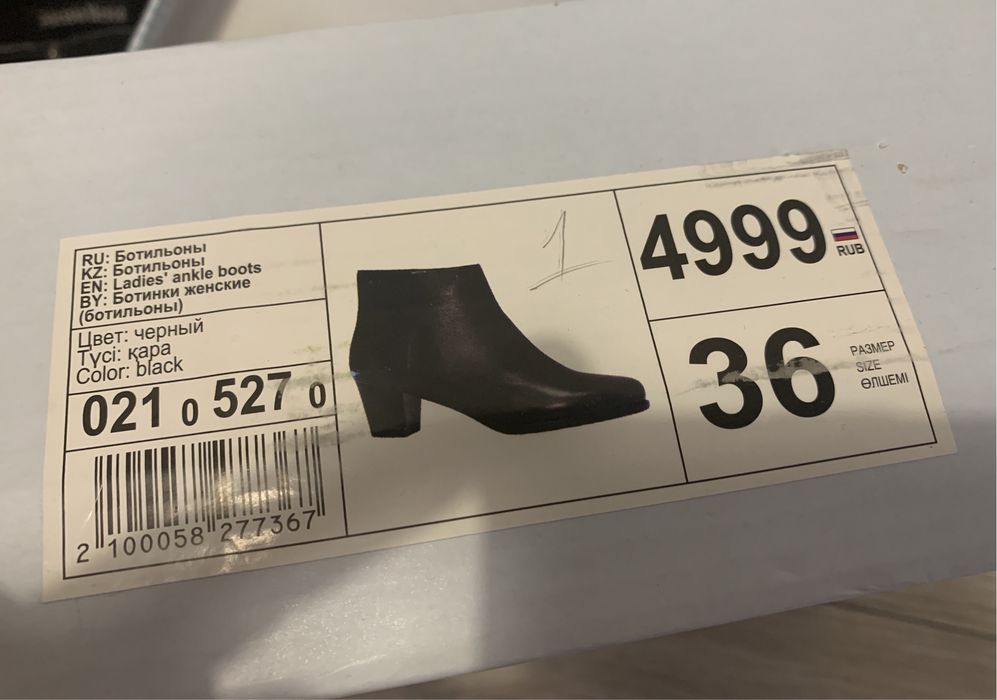 RU: Ботильоны
KZ: Ботильоны
EN: Ladies' ankle boots
BY: Ботинки женские
(ботильоны)
Цвет: черный
Түсі: қара
Color: black
021 0 527 0
2 100058 277367
1
4999
RUB
36
РАЗМЕР
SIZE
ӨЛШЕМІ